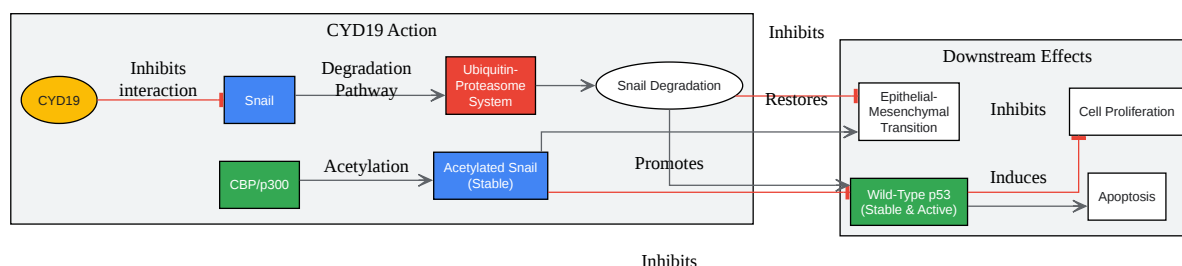 CYD19 Action
Inhibits
Downstream Effects
Inhibits
interaction
Degradation
Pathway
CYD19
Snail
Ubiquitin-
Proteasome
System
Snail Degradation
Restores
Epithelial-
Mesenchymal
Transition
Inhibits
Cell Proliferation
CBP/p300
Acetylation
Acetylated Snail
(Stable)
Promotes
Wild-Type p53
(Stable & Active)
Induces
Apoptosis
Inhibits